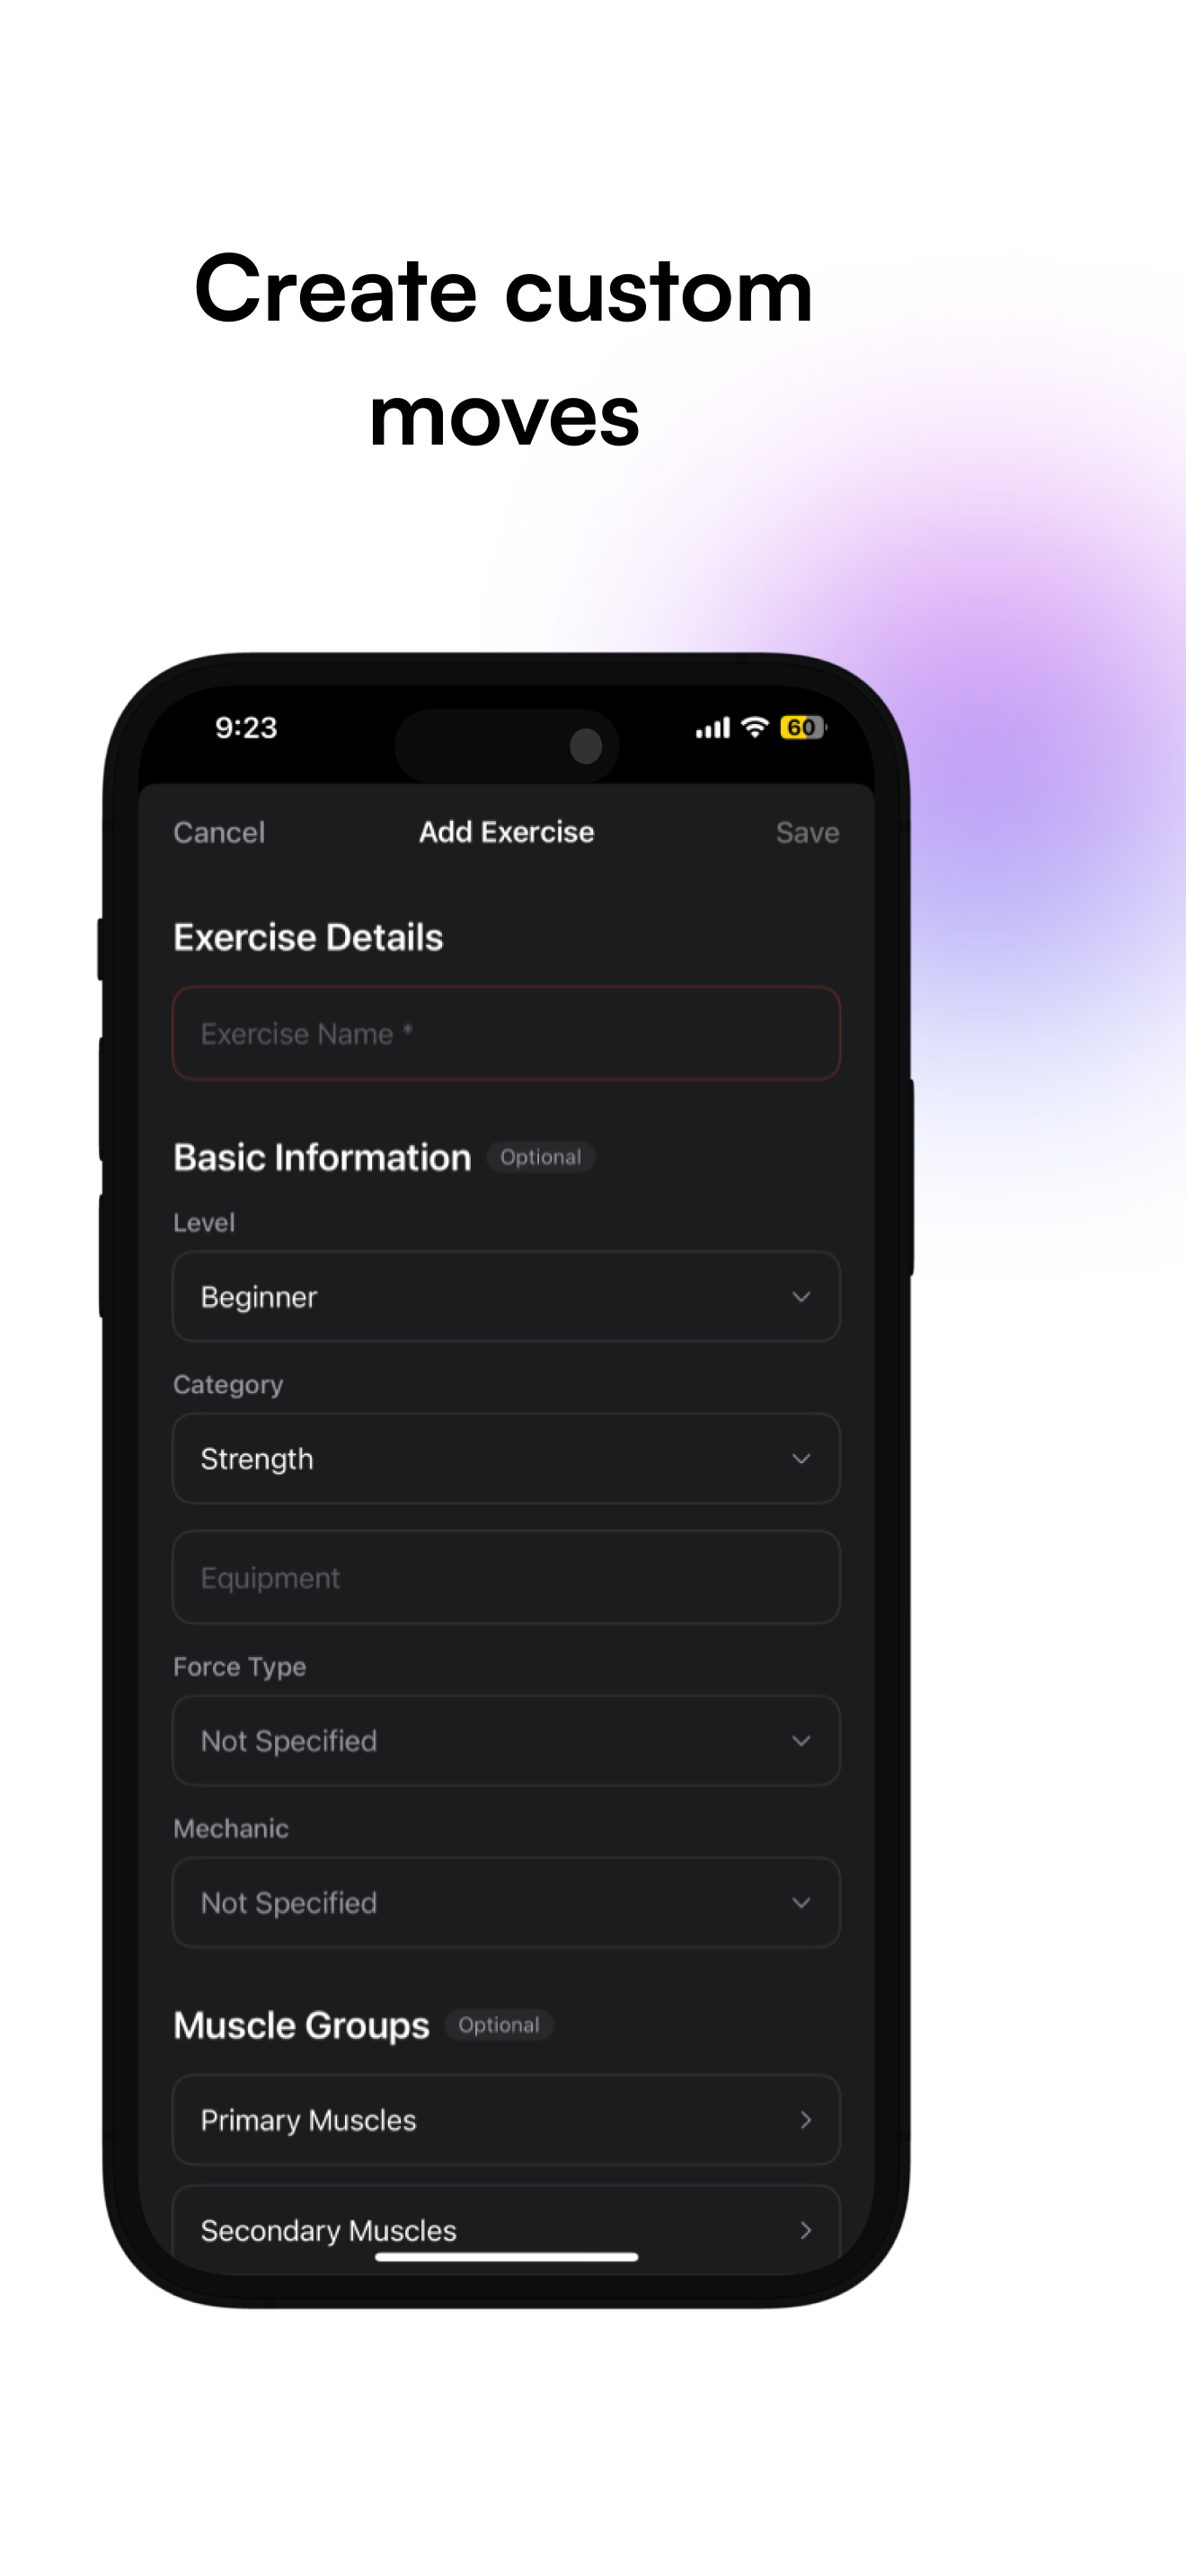 Create custom
moves
9:23
60
Cancel Add Exercise Save
Exercise Details
Exercise Name *
Basic Information Optional
Level
Beginner
Category
Strength
Equipment
Force Type
Not Specified
Mechanic
Not Specified
Muscle Groups Optional
Primary Muscles
Secondary Muscles